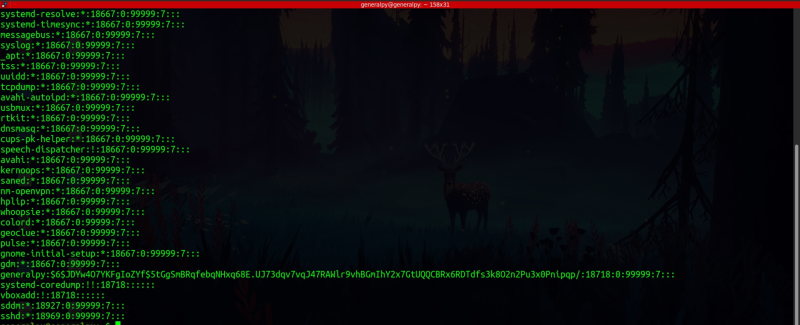 generalpy@generalpy: ~ 158x31
systemd-resolve:*:18667:0:99999:7:::
systemd-timesync:*:18667:0:99999:7:::
messagebus:*:18667:0:99999:7:::
syslog:*:18667:0:99999:7:::
_apt:*:18667:0:99999:7:::
tss:*:18667:0:99999:7:::
uuidd:*:18667:0:99999:7:::
tcpdump:*:18667:0:99999:7:::
avahi-autoipd:*:18667:0:99999:7:::
usbmux:*:18667:0:99999:7:::
rtkit:*:18667:0:99999:7:::
dnsmasq:*:18667:0:99999:7:::
cups-pk-helper:*:18667:0:99999:7:::
speech-dispatcher:!:18667:0:99999:7:::
avahi:*:18667:0:99999:7:::
kernoops:*:18667:0:99999:7:::
saned:*:18667:0:99999:7:::
nm-openvpn:*:18667:0:99999:7:::
hplip:*:18667:0:99999:7:::
whoopsie:*:18667:0:99999:7:::
colord:*:18667:0:99999:7:::
geoclue:*:18667:0:99999:7:::
pulse:*:18667:0:99999:7:::
gnome-initial-setup:*:18667:0:99999:7:::
gdm:*:18667:0:99999:7:::
generalpy:$6$JDYw4O7YKFgIoZYf$5tGgSmBRqfebqNHxq68E.UJ73dqv7vqJ47RAWlr9vhBGmIhY2x7GtUQQCBRx6RDTdfs3k8O2n2Pu3x0Pnipqp/:18718:0:99999:7:::
systemd-coredump:!!:18718::::::
vboxadd:!:18718::::::
sddm:*:18927:0:99999:7:::
sshd:*:18969:0:99999:7:::